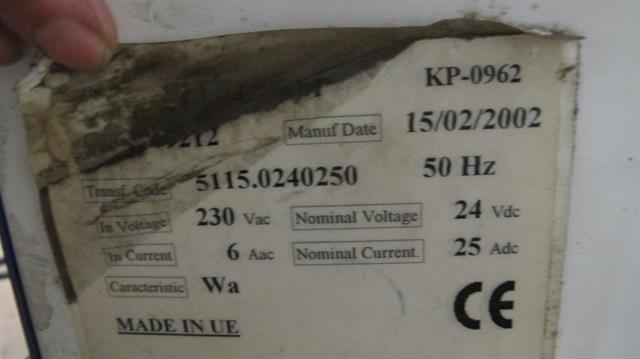 KP-0962
Manuf Date 15/02/2002
Transf. Code 5115.0240250 50 Hz
In Voltage 230 Vac Nominal Voltage 24 Vdc
In Current 6 Aac Nominal Current. 25 Adc
Caracteristic Wa
MADE IN UE
CE